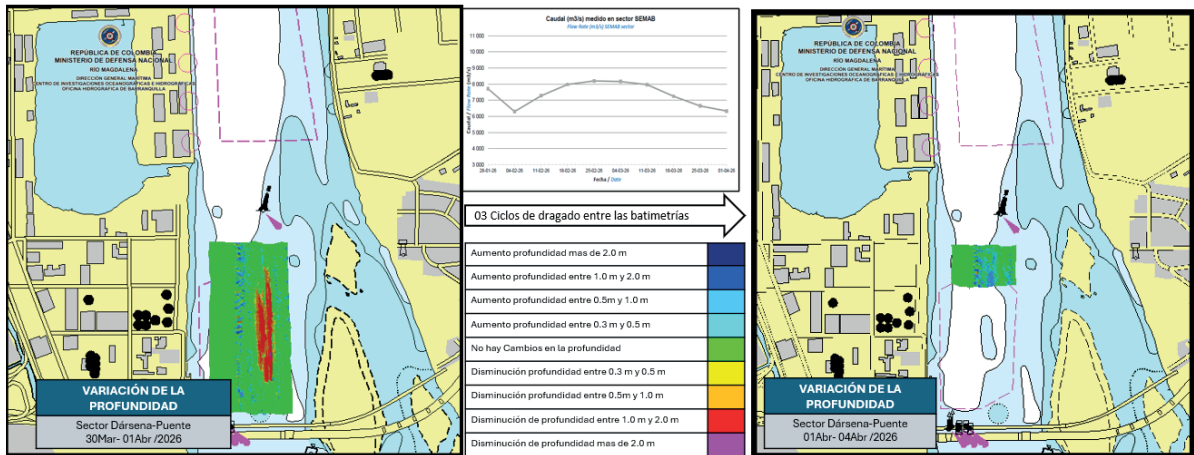 REPÚBLICA DE COLOMBIA
MINISTERIO DE DEFENSA NACIONAL
RÍO MAGDALENA
DIRECCIÓN GENERAL MARÍTIMA
CENTRO DE INVESTIGACIONES OCEANOGRÁFICAS E HIDROGRÁFICAS
OFICINA HIDROGRÁFICA DE BARRANQUILLA
VARIACIÓN DE LA
PROFUNDIDAD
Sector Dársena-Puente
30Mar- 01Abr /2026
Caudal (m3/s) medido en sector SEMAB
Flow Rate (m3/s) SEMAB sector
Caudal / Flow Rate (m3/s)
11 000
10 000
9 000
8 000
7 000
6 000
5 000
4 000
3 000
28-01-26 04-02-26 11-02-26 18-02-26 25-02-26 04-03-26 11-03-26 18-03-26 25-03-26 01-04-26
Fecha / Date
03 Ciclos de dragado entre las batimetrías
Aumento profundidad mas de 2.0 m
Aumento profundidad entre 1.0 m y 2.0 m
Aumento profundidad entre 0.5m y 1.0 m
Aumento profundidad entre 0.3 m y 0.5 m
No hay Cambios en la profundidad
Disminución profundidad entre 0.3 m y 0.5 m
Disminución profundidad entre 0.5m y 1.0 m
Disminución de profundidad entre 1.0 m y 2.0 m
Disminución de profundidad mas de 2.0 m
REPÚBLICA DE COLOMBIA
MINISTERIO DE DEFENSA NACIONAL
RÍO MAGDALENA
DIRECCIÓN GENERAL MARÍTIMA
CENTRO DE INVESTIGACIONES OCEANOGRÁFICAS E HIDROGRÁFICAS
OFICINA HIDROGRÁFICA DE BARRANQUILLA
VARIACIÓN DE LA
PROFUNDIDAD
Sector Dársena-Puente
01Abr- 04Abr /2026